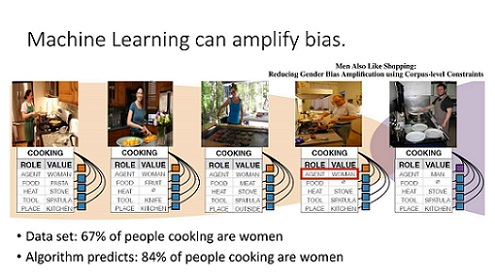 Machine Learning can amplify bias.
Men Also Like Shopping:
Reducing Gender Bias Amplification using Corpus-level Constraints
COOKING
ROLE VALUE
AGENT WOMAN
FOOD PASTA
HEAT STOVE
TOOL SPATULA
PLACE KITCHEN
COOKING
ROLE VALUE
AGENT WOMAN
FOOD FRUIT
HEAT ∅
TOOL KNIFE
PLACE KITCHEN
COOKING
ROLE VALUE
AGENT WOMAN
FOOD MEAT
HEAT STOVE
TOOL SPATULA
PLACE OUTSIDE
COOKING
ROLE VALUE
AGENT WOMAN
FOOD ∅
HEAT STOVE
TOOL SPATULA
PLACE KITCHEN
COOKING
ROLE VALUE
AGENT MAN
FOOD ∅
HEAT STOVE
TOOL SPATULA
PLACE KITCHEN
• Data set: 67% of people cooking are women
• Algorithm predicts: 84% of people cooking are women